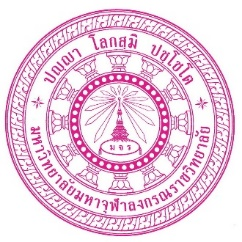 ปญฺญา โลกสฺมิ ปชฺโชโต
มจร
มหาวิทยาลัยมหาจุฬาลงกรณราชวิทยาลัย